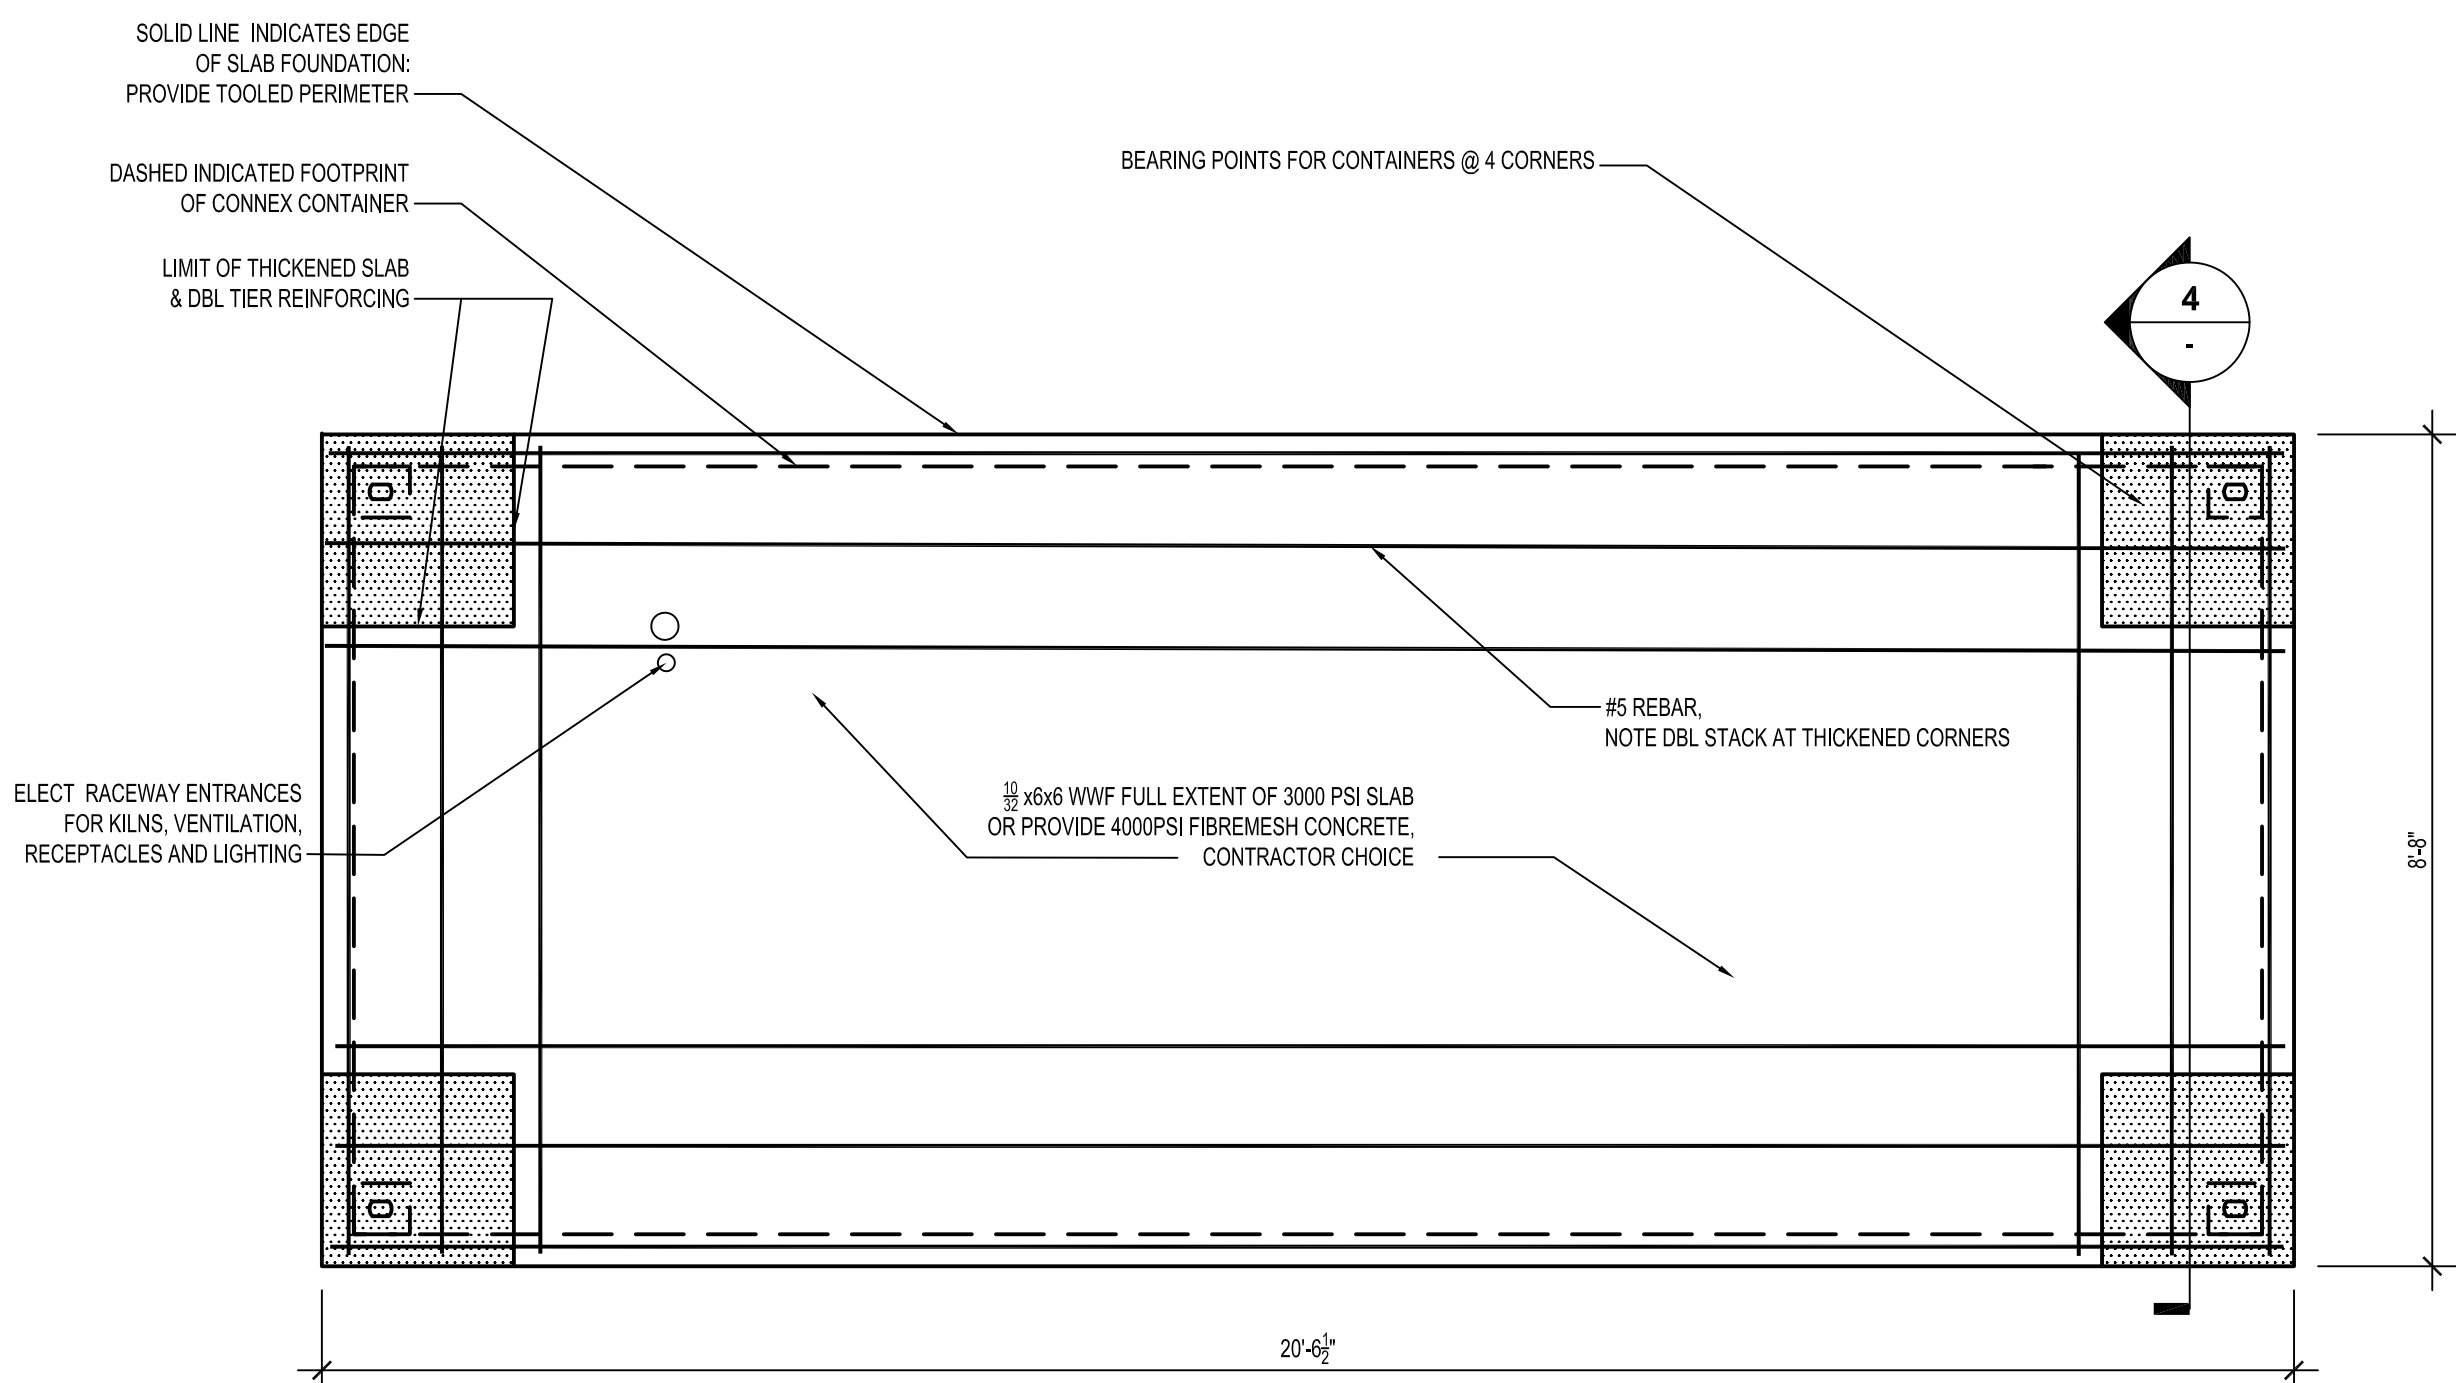 SOLID LINE INDICATES EDGE
OF SLAB FOUNDATION:
PROVIDE TOOLED PERIMETER
DASHED INDICATED FOOTPRINT
OF CONNEX CONTAINER
LIMIT OF THICKENED SLAB
& DBL TIER REINFORCING
BEARING POINTS FOR CONTAINERS @ 4 CORNERS
4
-
#5 REBAR,
NOTE DBL STACK AT THICKENED CORNERS
ELECT RACEWAY ENTRANCES
FOR KILNS, VENTILATION,
RECEPTACLES AND LIGHTING
10/32 x6x6 WWF FULL EXTENT OF 3000 PSI SLAB
OR PROVIDE 4000PSI FIBREMESH CONCRETE,
CONTRACTOR CHOICE
8'-8"
20'-6 1/2"